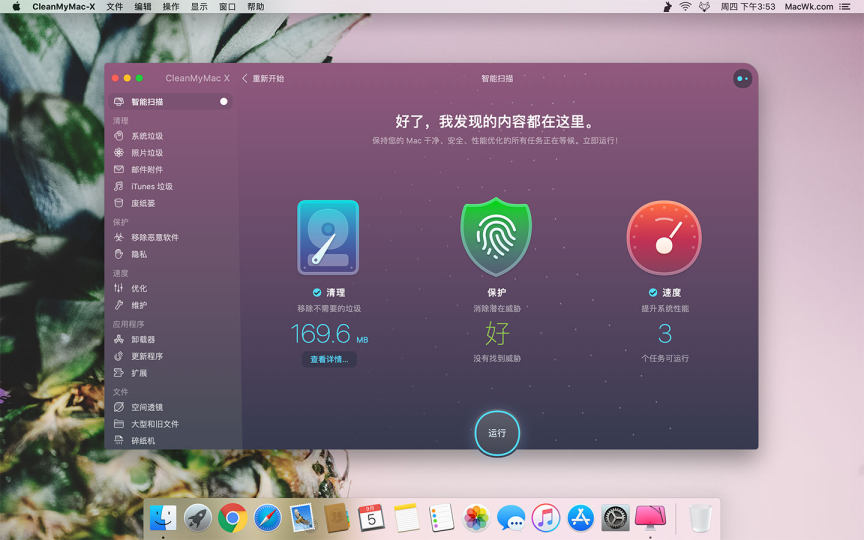 CleanMyMac-X 文件 编辑 操作 显示 窗口 帮助 周四 下午3:53 MacWk.com
CleanMyMac X 重新开始 智能扫描
智能扫描
清理
系统垃圾
照片垃圾
邮件附件
iTunes 垃圾
废纸篓
保护
移除恶意软件
隐私
速度
优化
维护
应用程序
卸载器
更新程序
扩展
文件
空间透镜
大型和旧文件
碎纸机
好了，我发现的内容都在这里。
保持您的 Mac 干净、安全、性能优化的所有任务正在等候。立即运行！
清理
移除不需要的垃圾
169.6 MB
查看详情...
保护
消除潜在威胁
好
没有找到威胁
速度
提升系统性能
3
个任务可运行
运行
9月
5